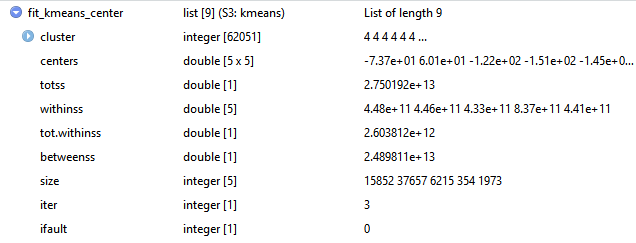 fit_kmeans_center list [9] (S3: kmeans) List of length 9
cluster integer [62051] 4 4 4 4 4 4 ...
centers double [5 x 5] -7.37e+01 6.01e+01 -1.22e+02 -1.51e+02 -1.45e+0...
totss double [1] 2.750192e+13
withinss double [5] 4.48e+11 4.46e+11 4.33e+11 8.37e+11 4.41e+11
tot.withinss double [1] 2.603812e+12
betweenss double [1] 2.489811e+13
size integer [5] 15852 37657 6215 354 1973
iter integer [1] 3
ifault integer [1] 0